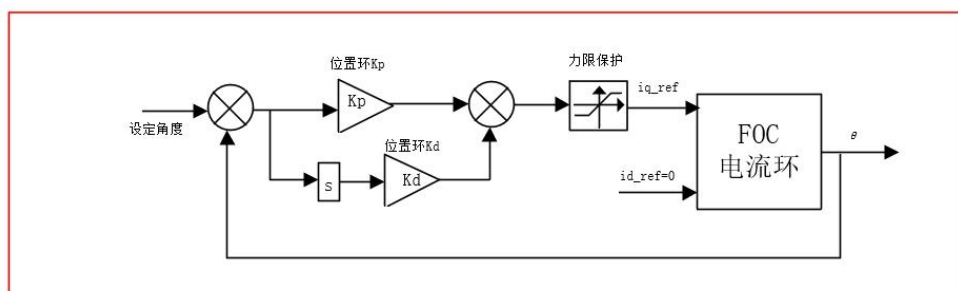 位置环Kp
力限保护
Kp
iq_ref
设定角度
FOC
电流环
θ
位置环Kd
s
Kd
id_ref=0